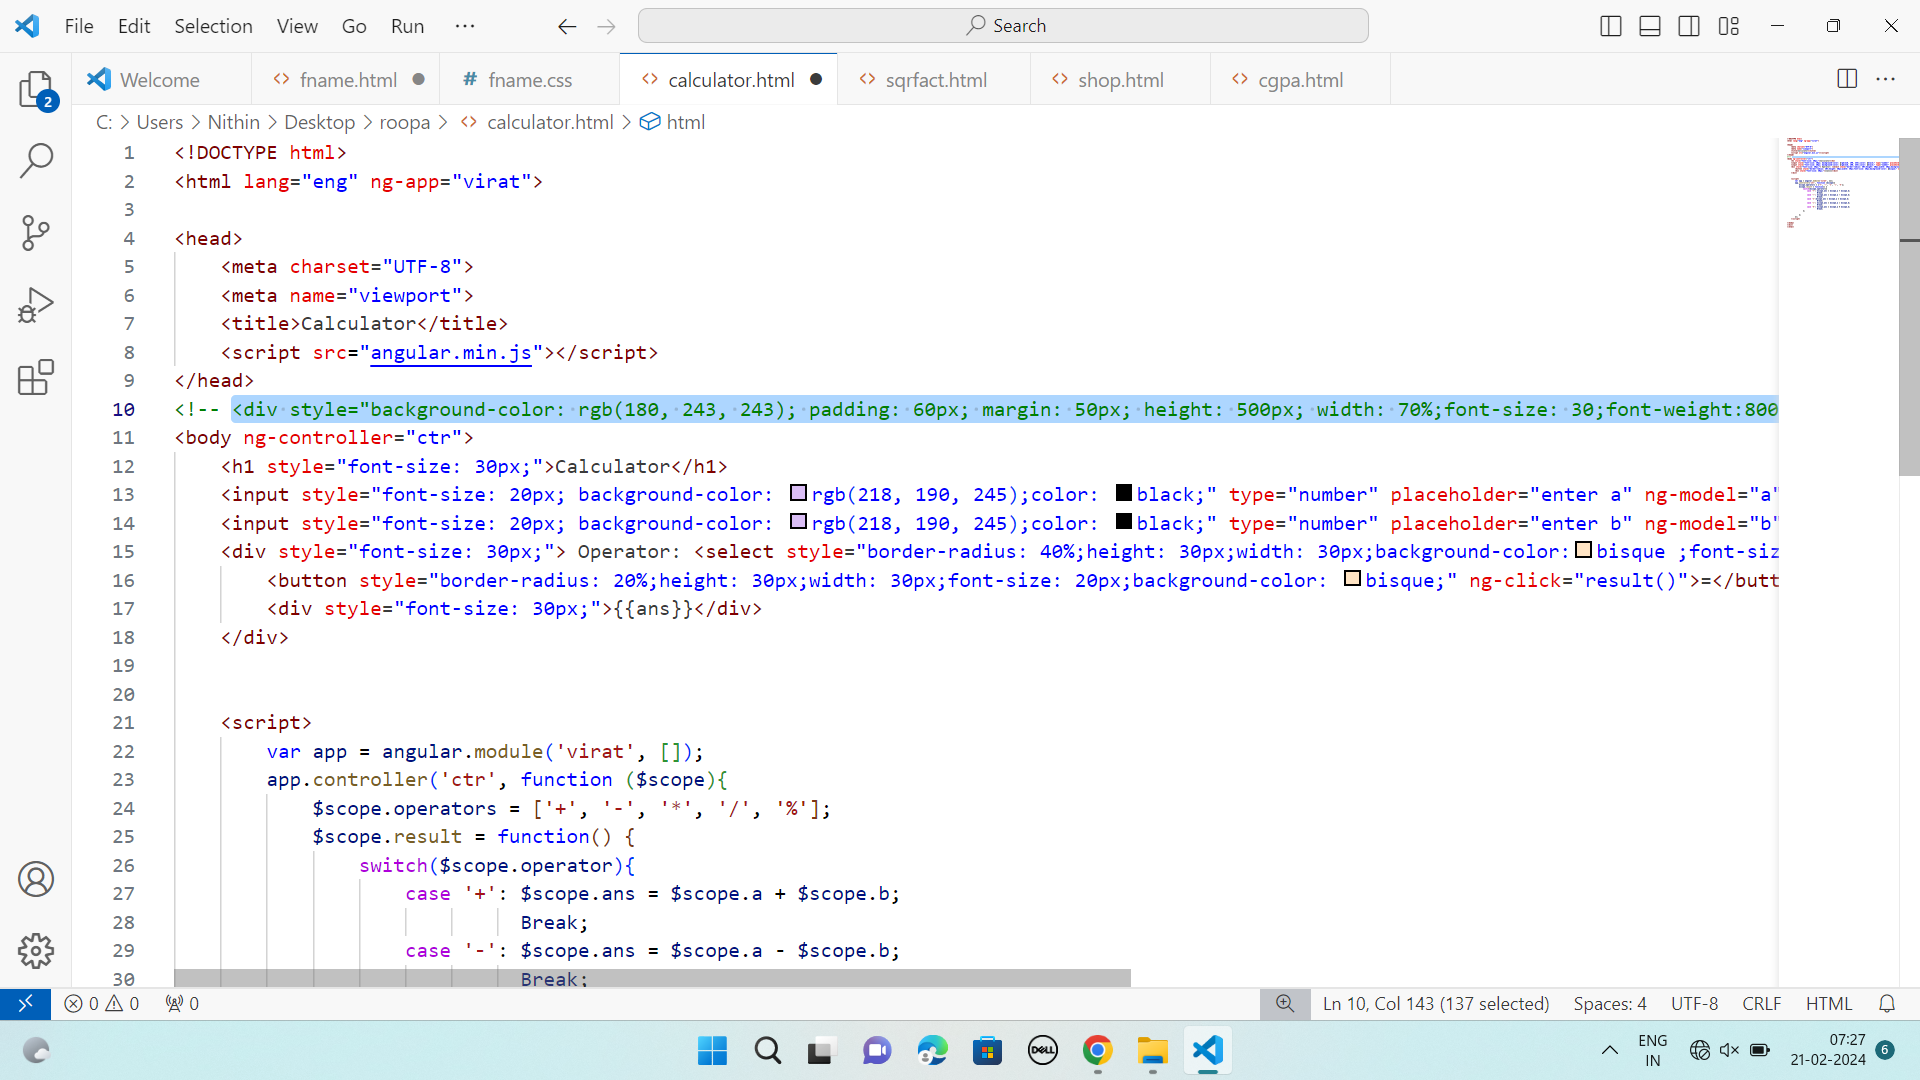 File Edit Selection View Go Run ··· Search
Welcome fname.html # fname.css calculator.html sqrfact.html shop.html cgpa.html ···
2
C: > Users > Nithin > Desktop > roopa > calculator.html > html
1 <!DOCTYPE html>
2 <html lang="eng" ng-app="virat">
3
4 <head>
5 <meta charset="UTF-8">
6 <meta name="viewport">
7 <title>Calculator</title>
8 <script src="angular.min.js"></script>
9 </head>
10 <!-- <div style="background-color: rgb(180, 243, 243); padding: 60px; margin: 50px; height: 500px; width: 70%;font-size: 30;font-weight:800
11 <body ng-controller="ctr">
12 <h1 style="font-size: 30px;">Calculator</h1>
13 <input style="font-size: 20px; background-color: rgb(218, 190, 245);color: black;" type="number" placeholder="enter a" ng-model="a"
14 <input style="font-size: 20px; background-color: rgb(218, 190, 245);color: black;" type="number" placeholder="enter b" ng-model="b"
15 <div style="font-size: 30px;"> Operator: <select style="border-radius: 40%;height: 30px;width: 30px;background-color: bisque ;font-siz
16 <button style="border-radius: 20%;height: 30px;width: 30px;font-size: 20px;background-color: bisque;" ng-click="result()">=</butt
17 <div style="font-size: 30px;">{{ans}}</div>
18 </div>
19
20
21 <script>
22 var app = angular.module('virat', []);
23 app.controller('ctr', function ($scope){
24 $scope.operators = ['+', '-', '*', '/', '%'];
25 $scope.result = function() {
26 switch($scope.operator){
27 case '+': $scope.ans = $scope.a + $scope.b;
28 Break;
29 case '-': $scope.ans = $scope.a - $scope.b;
30 Break;
0 0 0 Ln 10, Col 143 (137 selected) Spaces: 4 UTF-8 CRLF HTML
DELL ENG IN 07:27 21-02-2024 6